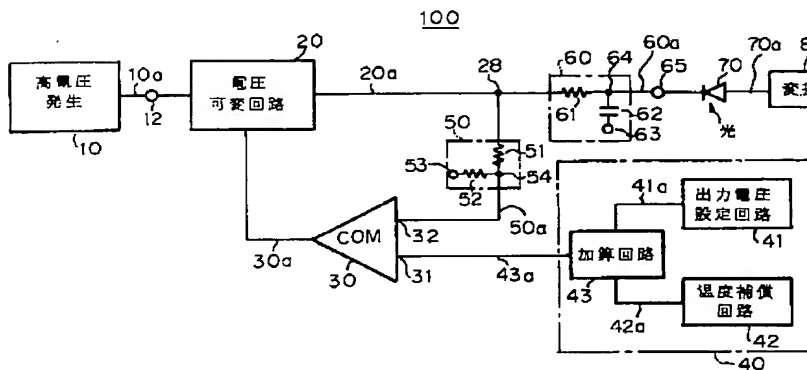 100
高電圧
発生
10
10a
12
20
電圧
可変回路
20a
28
60
61
64
62
63
60a
65
70
70a
光
50
51
53
52
54
50a
COM
30
30a
32
31
43a
41a
出力電圧
設定回路
41
加算回路
43
42a
温度補償
回路
42
40